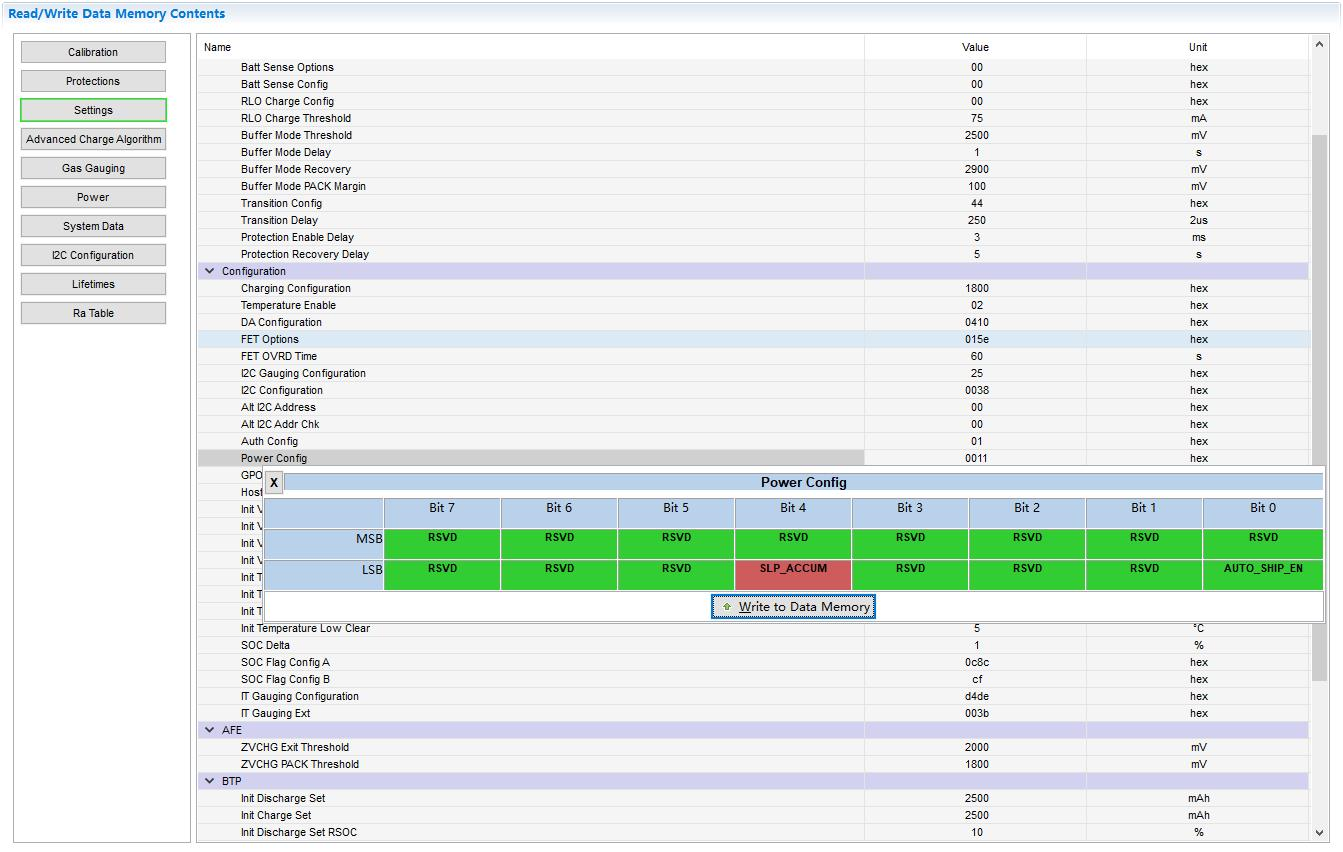 Read/Write Data Memory Contents
Calibration
Protections
Settings
Advanced Charge Algorithm
Gas Gauging
Power
System Data
I2C Configuration
Lifetimes
Ra Table
Name Value Unit
Batt Sense Options 00 hex
Batt Sense Config 00 hex
RLO Charge Config 00 hex
RLO Charge Threshold 75 mA
Buffer Mode Threshold 2500 mV
Buffer Mode Delay 1 s
Buffer Mode Recovery 2900 mV
Buffer Mode PACK Margin 100 mV
Transition Config 44 hex
Transition Delay 250 2us
Protection Enable Delay 3 ms
Protection Recovery Delay 5 s
Configuration
Charging Configuration 1800 hex
Temperature Enable 02 hex
DA Configuration 0410 hex
FET Options 015e hex
FET OVRD Time 60 s
I2C Gauging Configuration 25 hex
I2C Configuration 0038 hex
Alt I2C Address 00 hex
Alt I2C Addr Chk 00 hex
Auth Config 01 hex
Power Config 0011 hex
GPO
Host
Init V
Init V
Init V
Init V
Init T
Init T
Init T
X Power Config
Bit 7 Bit 6 Bit 5 Bit 4 Bit 3 Bit 2 Bit 1 Bit 0
MSB RSVD RSVD RSVD RSVD RSVD RSVD RSVD RSVD
LSB RSVD RSVD RSVD SLP_ACCUM RSVD RSVD RSVD AUTO_SHIP_EN
Write to Data Memory
Init Temperature Low Clear 5 °C
SOC Delta 1 %
SOC Flag Config A 0c8c hex
SOC Flag Config B cf hex
IT Gauging Configuration d4de hex
IT Gauging Ext 003b hex
AFE
ZVCHG Exit Threshold 2000 mV
ZVCHG PACK Threshold 1800 mV
BTP
Init Discharge Set 2500 mAh
Init Charge Set 2500 mAh
Init Discharge Set RSOC 10 %